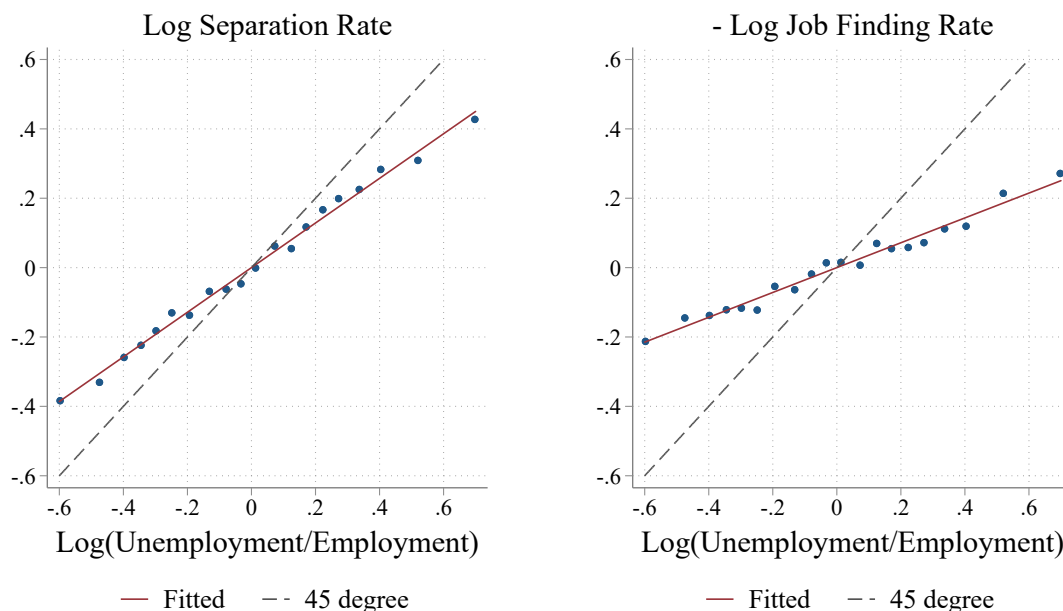 Log Separation Rate
.6
.4
.2
0
-.2
-.4
-.6
-.6 -.4 -.2 0 .2 .4 .6
Log(Unemployment/Employment)
Fitted 45 degree
- Log Job Finding Rate
.6
.4
.2
0
-.2
-.4
-.6
-.6 -.4 -.2 0 .2 .4 .6
Log(Unemployment/Employment)
Fitted 45 degree